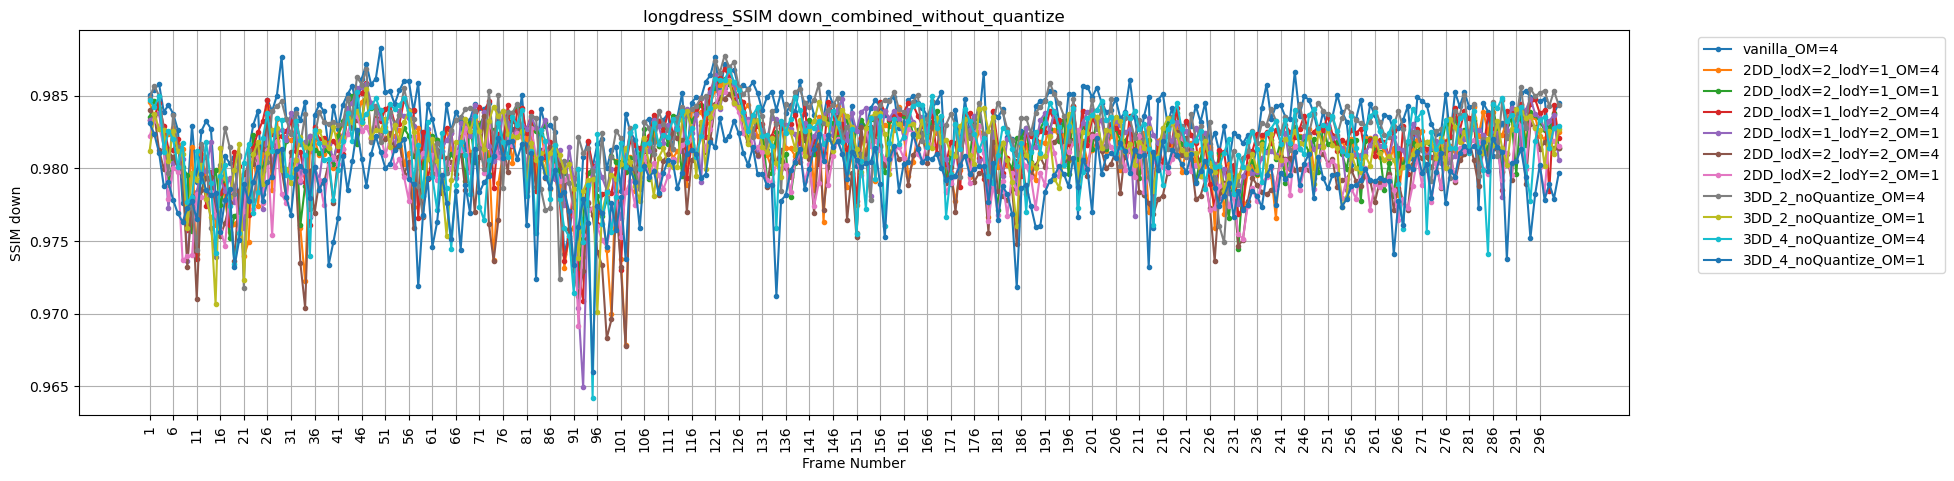 longdress_SSIM down_combined_without_quantize
SSIM down
0.985
0.980
0.975
0.970
0.965
1 6 11 16 21 26 31 36 41 46 51 56 61 66 71 76 81 86 91 96 101 106 111 116 121 126 131 136 141 146 151 156 161 166 171 176 181 186 191 196 201 206 211 216 221 226 231 236 241 246 251 256 261 266 271 276 281 286 291 296
Frame Number
vanilla_OM=4
2DD_lodX=2_lodY=1_OM=4
2DD_lodX=2_lodY=1_OM=1
2DD_lodX=1_lodY=2_OM=4
2DD_lodX=1_lodY=2_OM=1
2DD_lodX=2_lodY=2_OM=4
2DD_lodX=2_lodY=2_OM=1
3DD_2_noQuantize_OM=4
3DD_2_noQuantize_OM=1
3DD_4_noQuantize_OM=4
3DD_4_noQuantize_OM=1